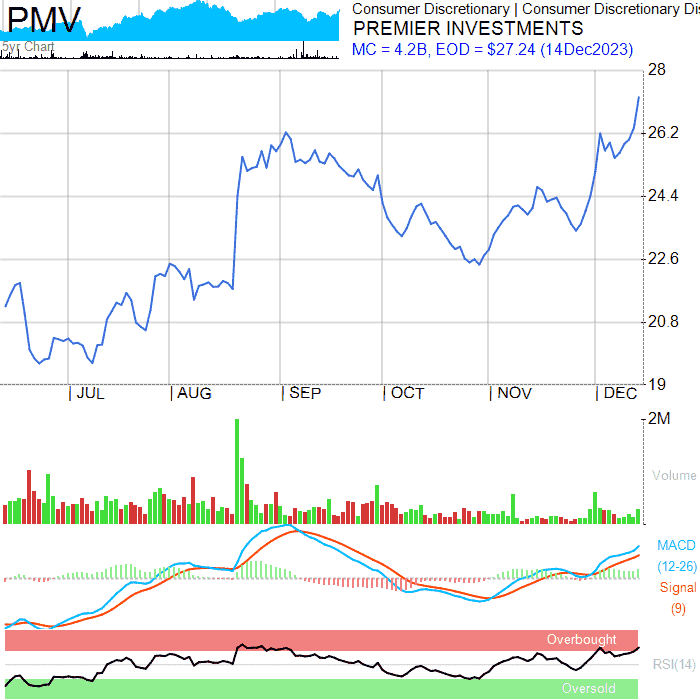 PMV
5yr Chart
Consumer Discretionary | Consumer Discretionary Dis
PREMIER INVESTMENTS
MC = 4.2B, EOD = $27.24 (14Dec2023)
28
26.2
24.4
22.6
20.8
19
| JUL | AUG | SEP | OCT | NOV | DEC
2M
Volume
MACD
(12-26)
Signal
(9)
Overbought
RSI(14)
Oversold